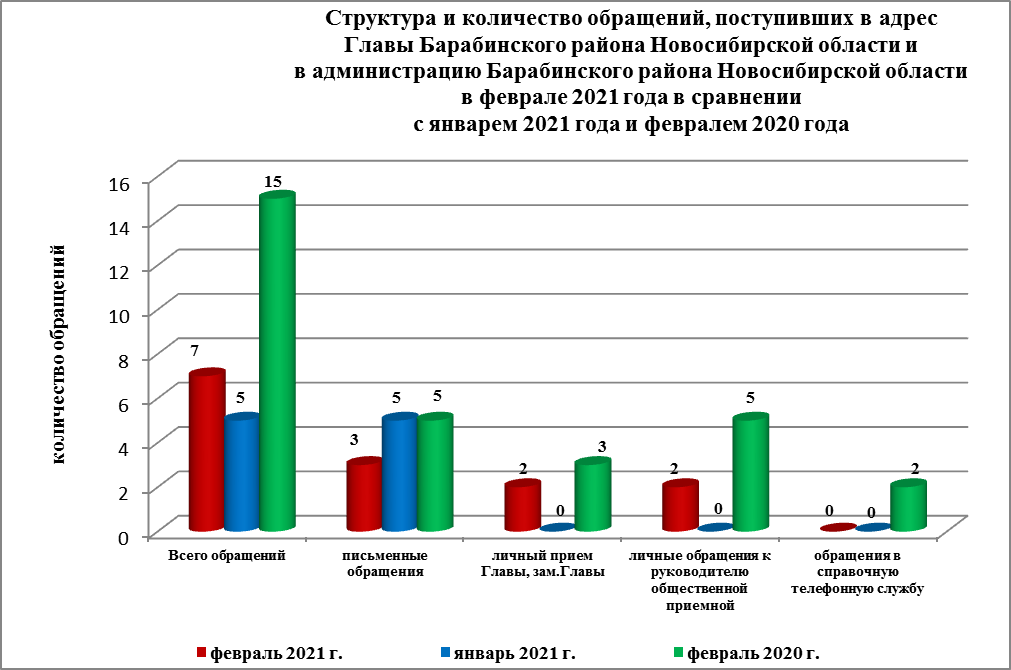 Структура и количество обращений, поступивших в адрес
Главы Барабинского района Новосибирской области и
в администрацию Барабинского района Новосибирской области
в феврале 2021 года в сравнении
с январем 2021 года и февралем 2020 года
количество обращений
16
14
12
10
8
6
4
2
0
7
5
15
3
5
5
2
0
3
2
0
5
0
0
2
Всего обращений
письменные
обращения
личный прием
Главы, зам.Главы
личные обращения к
руководителю
общественной
приемной
обращения в
справочную
телефонную службу
февраль 2021 г.
январь 2021 г.
февраль 2020 г.